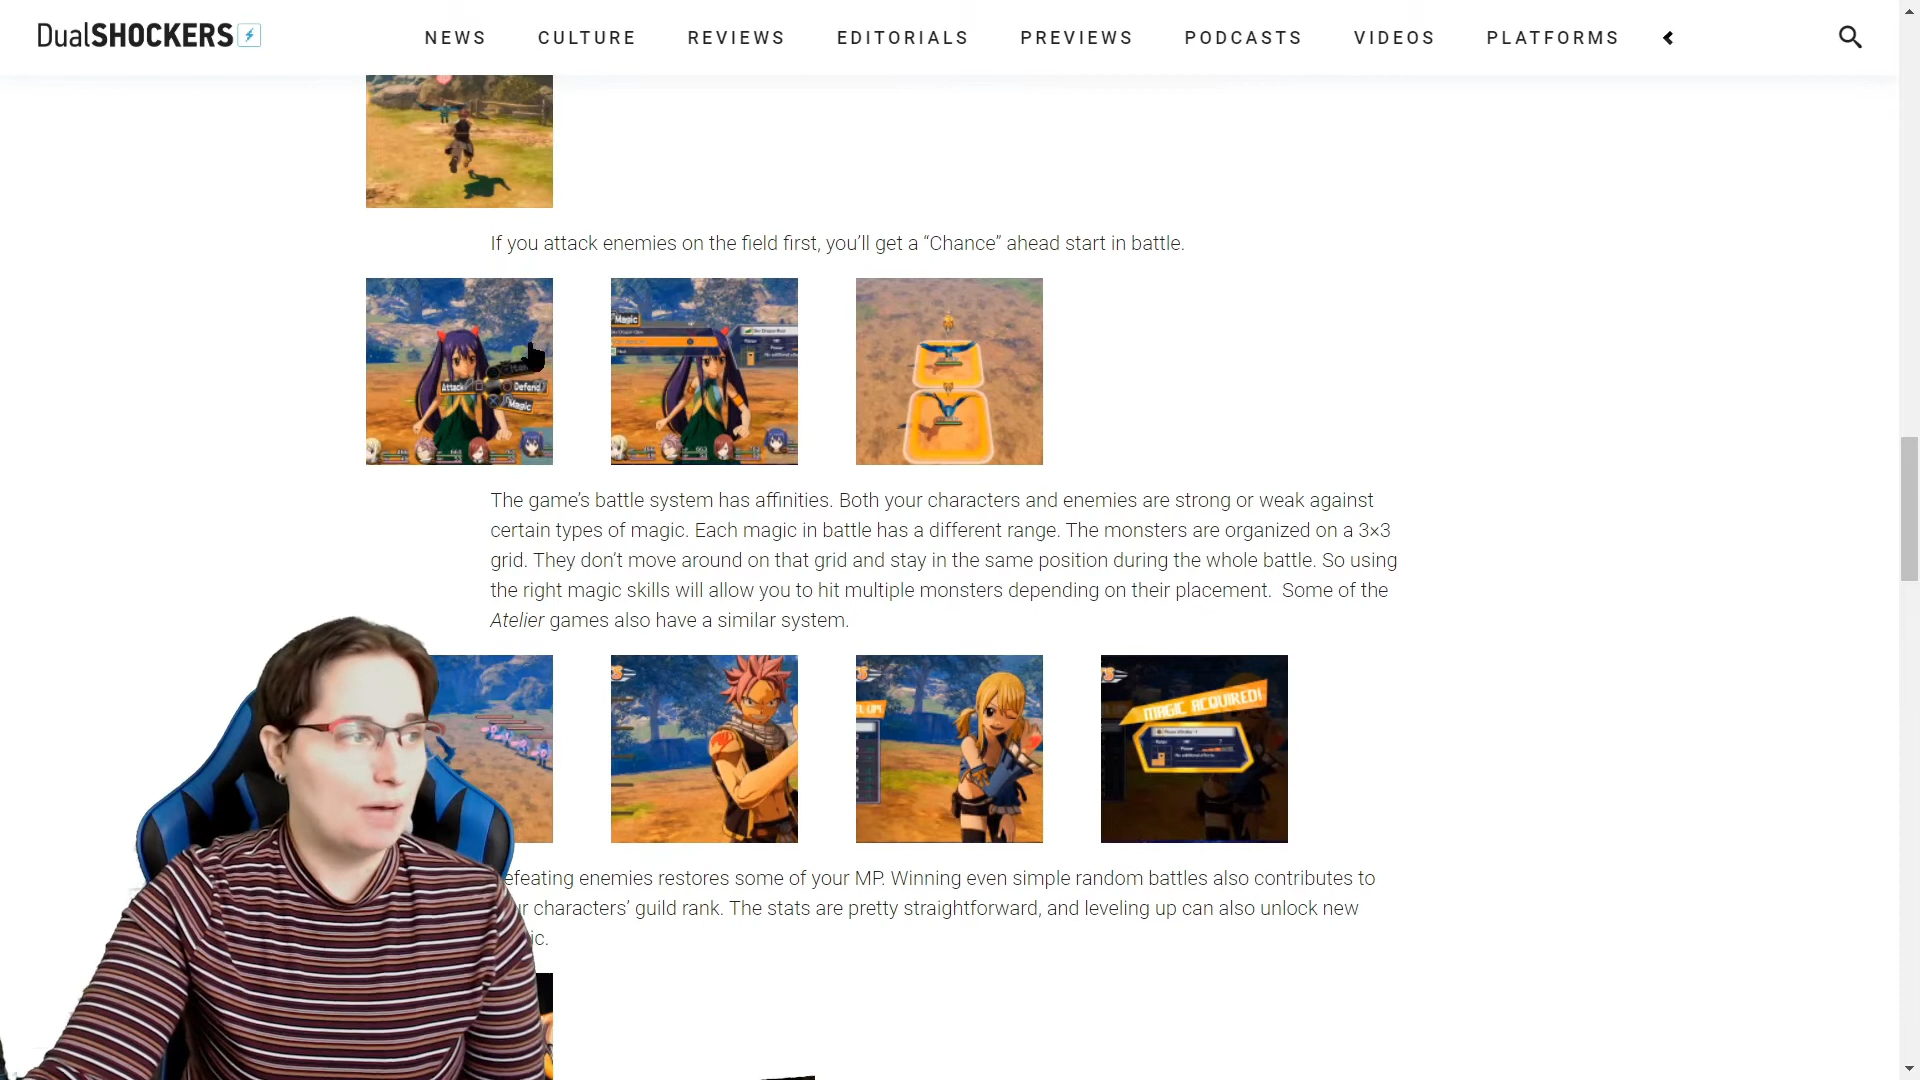 DualSHOCKERS
NEWS CULTURE REVIEWS EDITORIALS PREVIEWS PODCASTS VIDEOS PLATFORMS
If you attack enemies on the field first, you’ll get a “Chance” ahead start in battle.
Attack
Item
Defend
Magic
Magic
The game’s battle system has affinities. Both your characters and enemies are strong or weak against
certain types of magic. Each magic in battle has a different range. The monsters are organized on a 3×3
grid. They don’t move around on that grid and stay in the same position during the whole battle. So using
the right magic skills will allow you to hit multiple monsters depending on their placement.  Some of the
Atelier games also have a similar system.
MAGIC ACQUIRED!
efeating enemies restores some of your MP. Winning even simple random battles also contributes to
ur characters’ guild rank. The stats are pretty straightforward, and leveling up can also unlock new
ic.